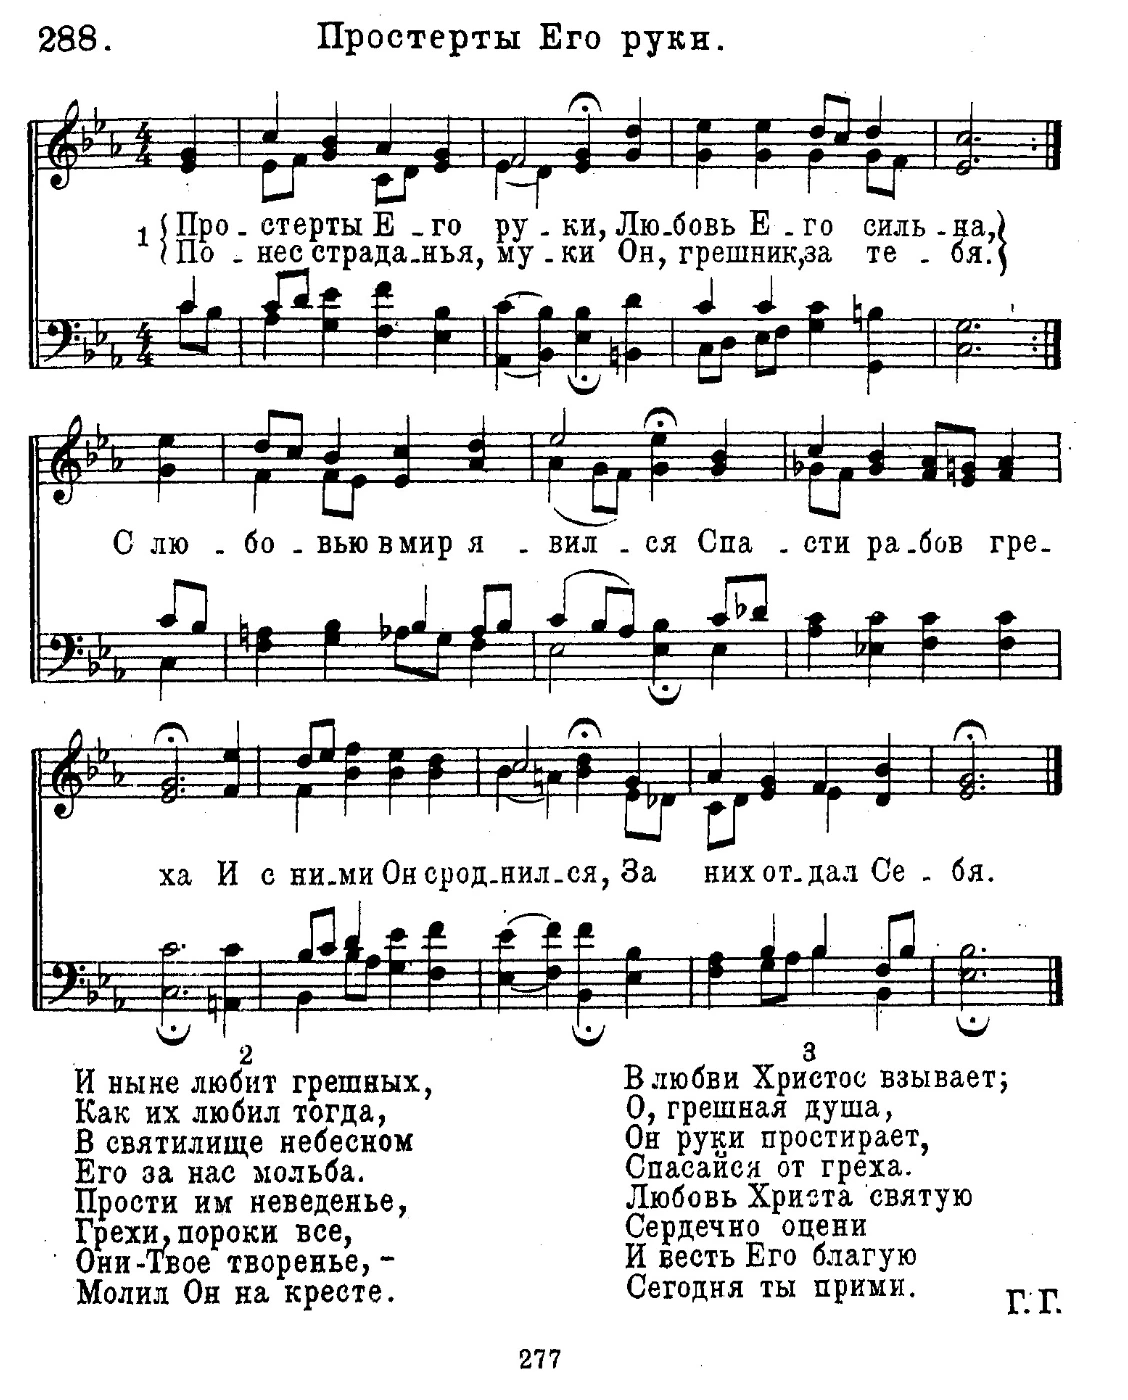 288.
Простерты Его руки.
4 4
1 Про-стерты Е-го ру-ки, Лю-бовь Е-го силь-на,
По-нес страда-нья, му-ки Он, грешник, за те-бя.
4 4
С лю-бо-вью в мир я-вил-ся Спа-сти ра-бов гре-
ха И с ни-ми Он срод-нил-ся, За них от-дал Се-бя.
2
И ныне любит грешных,
Как их любил тогда,
В святилище небесном
Его за нас мольба.
Прости им неведенье,
Грехи, пороки все,
Они-Твое творенье, -
Молил Он на кресте.
3
В любви Христос взывает;
О, грешная душа,
Он руки простирает,
Спасайся от греха.
Любовь Христа святую
Сердечно оцени
И весть Его благую
Сегодня ты прими.
Г. Г.
277